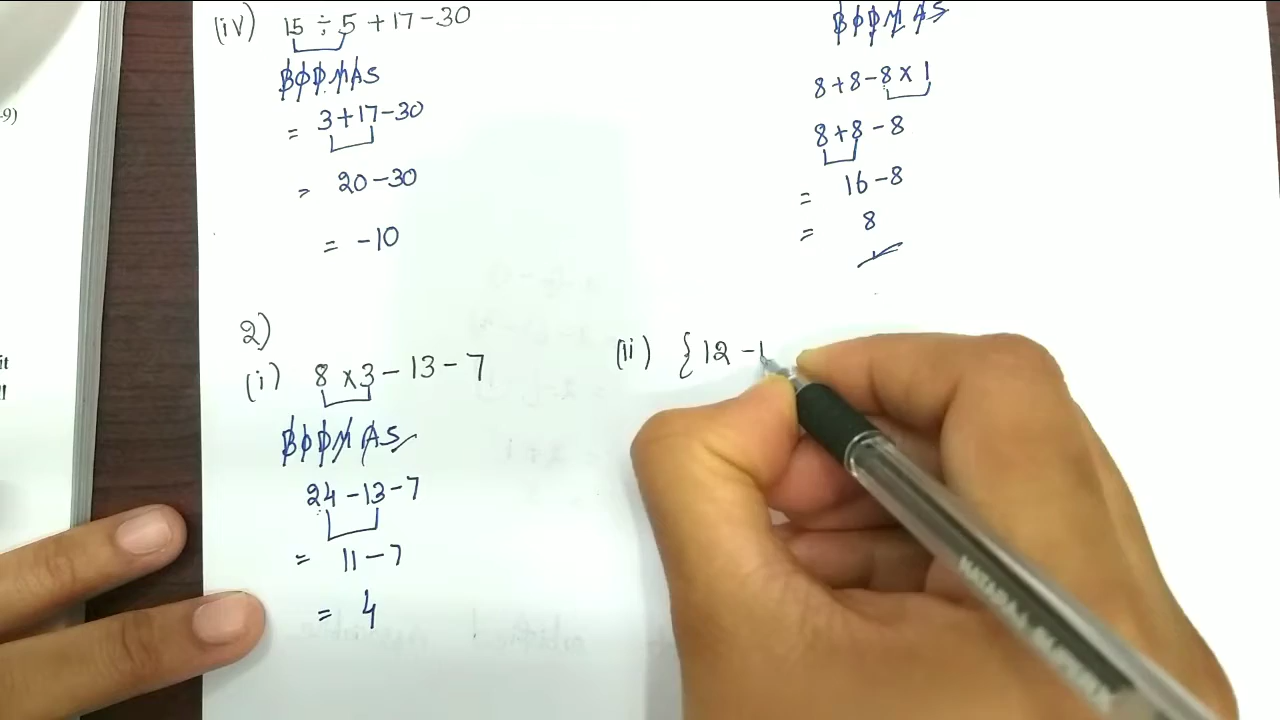 (iv) 15 ÷ 5 + 17 - 30
BODMAS
= 3 + 17 - 30
= 20 - 30
= -10
BODMAS
8 + 8 - 8 × 1
8 + 8 - 8
= 16 - 8
= 8
2)
(i) 8 × 3 - 13 - 7
BODMAS
24 - 13 - 7
= 11 - 7
= 4
(ii) { 12 - 1
-9)
it